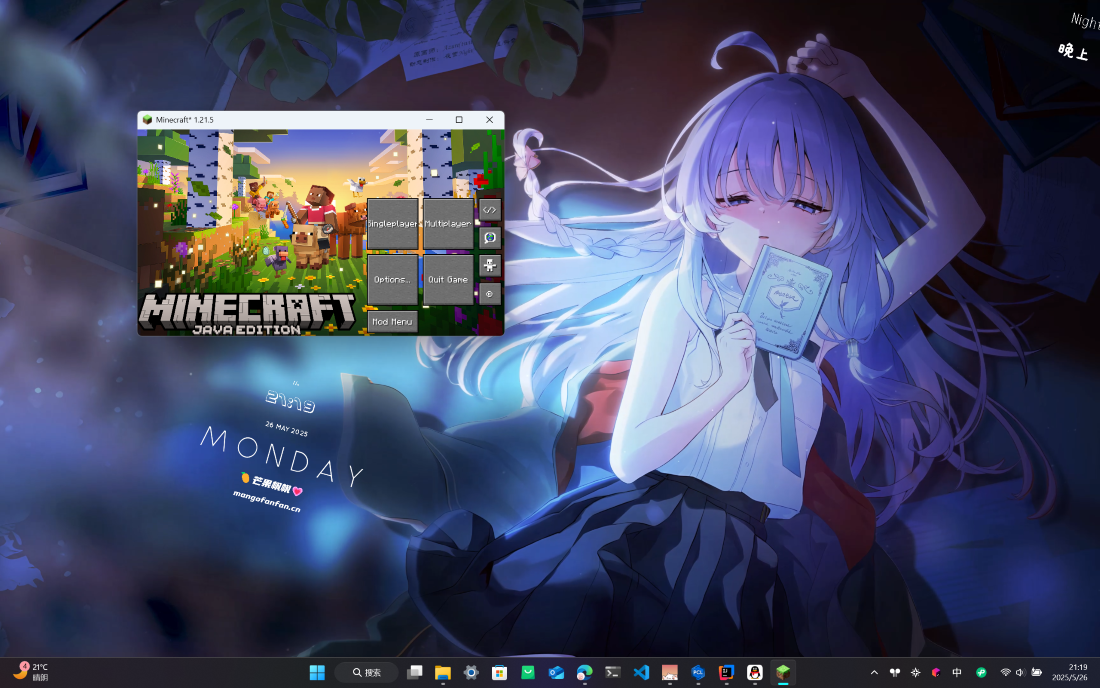 Night
晚上
Minecraft* 1.21.5
Singleplayer
Multiplayer
Options...
Quit Game
Mod Menu
MINECRAFT
JAVA EDITION
21:19
26 MAY 2025
MONDAY
芒果帆帆
mangofanfan.cn
4
21°C
晴朗
搜索
PCL
中
21:19
2025/5/26